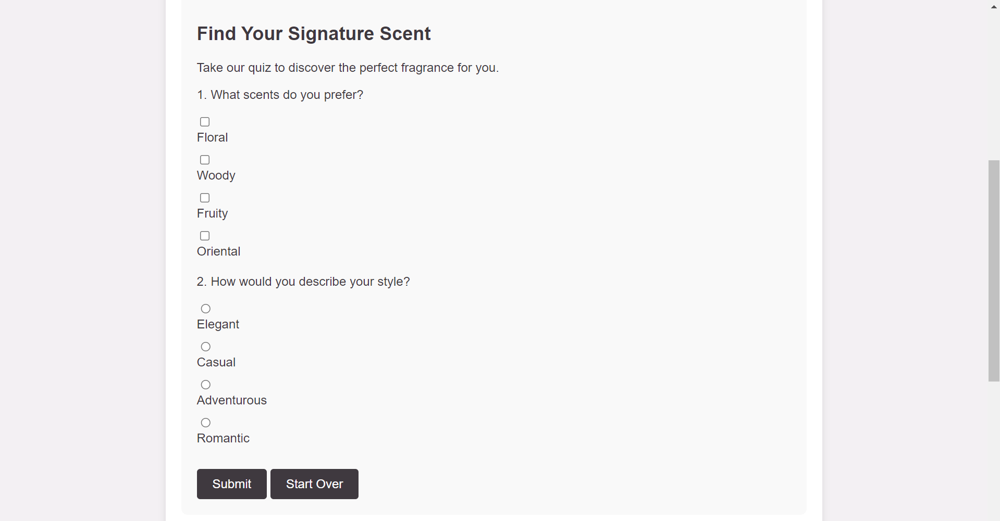 Find Your Signature Scent
Take our quiz to discover the perfect fragrance for you.
1. What scents do you prefer?
Floral
Woody
Fruity
Oriental
2. How would you describe your style?
Elegant
Casual
Adventurous
Romantic
Submit Start Over